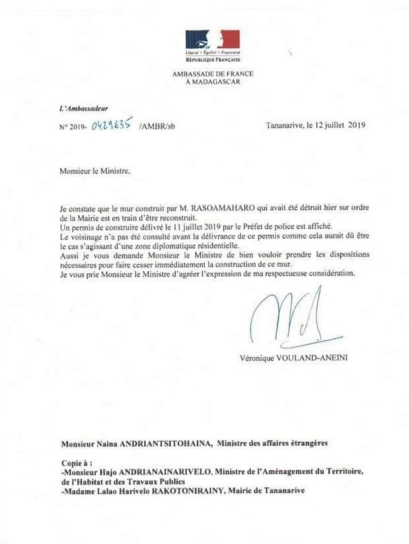 Liberté • Égalité • Fraternité
RÉPUBLIQUE FRANÇAISE
AMBASSADE DE FRANCE
À MADAGASCAR
L'Ambassadeur
N° 2019- 0429635 /AMBR/sb
Tananarive, le 12 juillet 2019
Monsieur le Ministre,
Je constate que le mur construit par M. RASOAMAHARO qui avait été détruit hier sur ordre
de la Mairie est en train d'être reconstruit.
Un permis de construire délivré le 11 juillet 2019 par le Préfet de police est affiché.
Le voisinage n'a pas été consulté avant la délivrance de ce permis comme cela aurait dû être
le cas s'agissant d'une zone diplomatique résidentielle.
Aussi je vous demande Monsieur le Ministre de bien vouloir prendre les dispositions
nécessaires pour faire cesser immédiatement la construction de ce mur.
Je vous prie Monsieur le Ministre d'agréer l'expression de ma respectueuse considération.
Véronique VOULAND-ANEINI
Monsieur Naina ANDRIANTSITOHAINA, Ministre des affaires étrangères
Copie à :
-Monsieur Hajo ANDRIANAINARIVELO, Ministre de l'Aménagement du Territoire,
de l'Habitat et des Travaux Publics
-Madame Lalao Harivelo RAKOTONIRAINY, Mairie de Tananarive